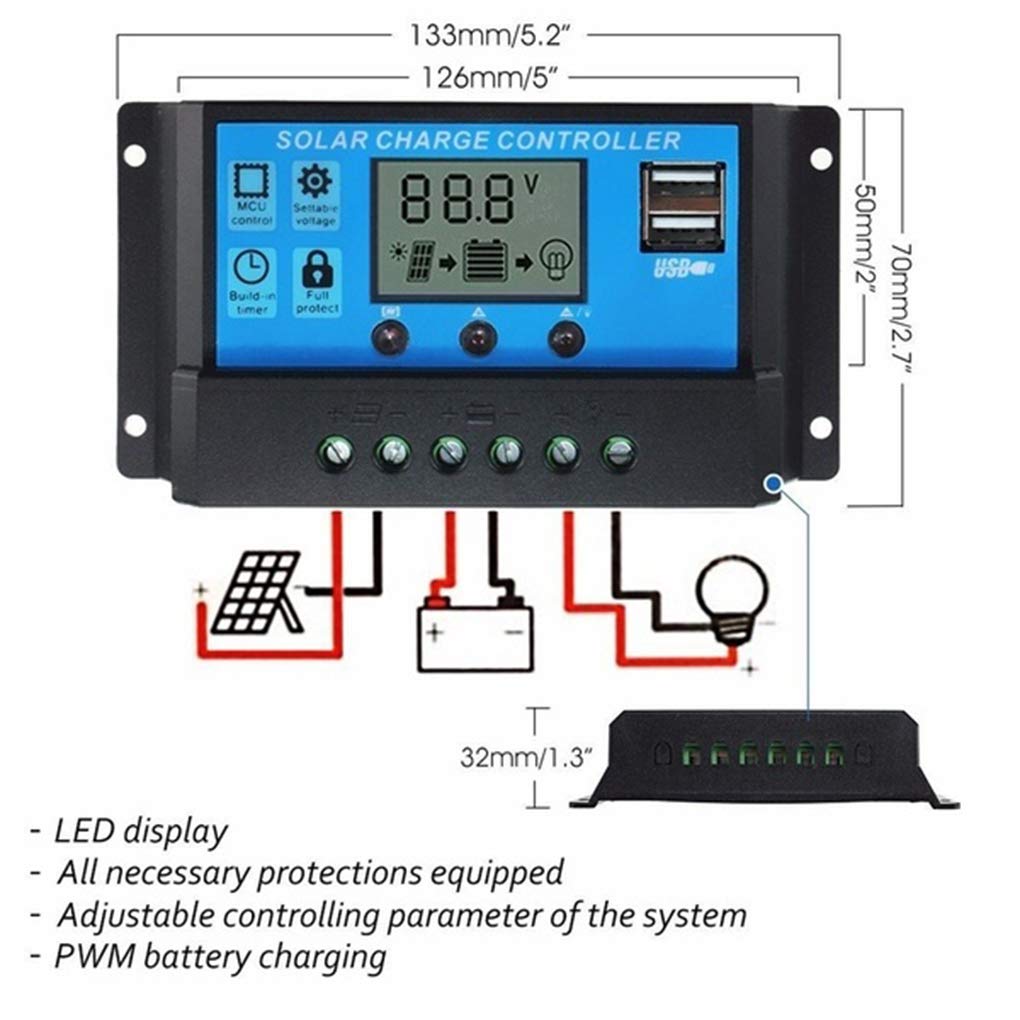 133mm/5.2"
126mm/5"
SOLAR CHARGE CONTROLLER
MCU
control
Settable
voltage
Build-in
timer
Full
protect
88.8 V
USB
50mm/2"
70mm/2.7"
+ - + - + -
+ -
+ -
- +
32mm/1.3"
- LED display
- All necessary protections equipped
- Adjustable controlling parameter of the system
- PWM battery charging